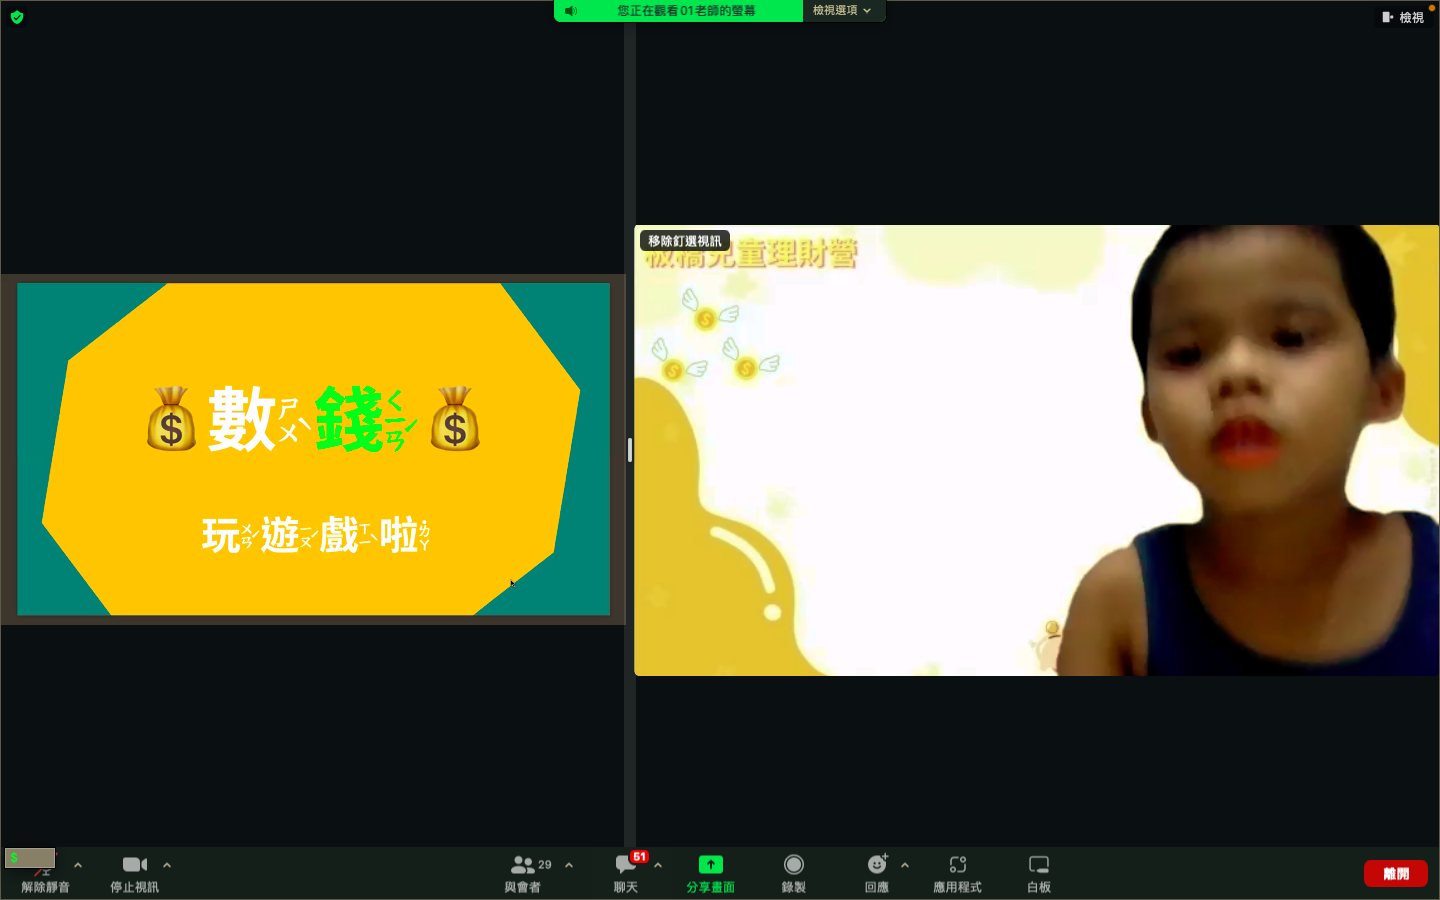 您正在觀看01老師的螢幕
檢視選項
檢視
移除釘選視訊
板橋兒童理財營
數ㄕㄨˋ錢ㄑㄧㄢˊ
玩ㄨㄢˊ遊ㄧㄡˊ戲ㄒㄧˋ啦˙ㄌㄚ
$
解除靜音
停止視訊
29
與會者
51
聊天
分享畫面
錄製
回應
應用程式
白板
離開